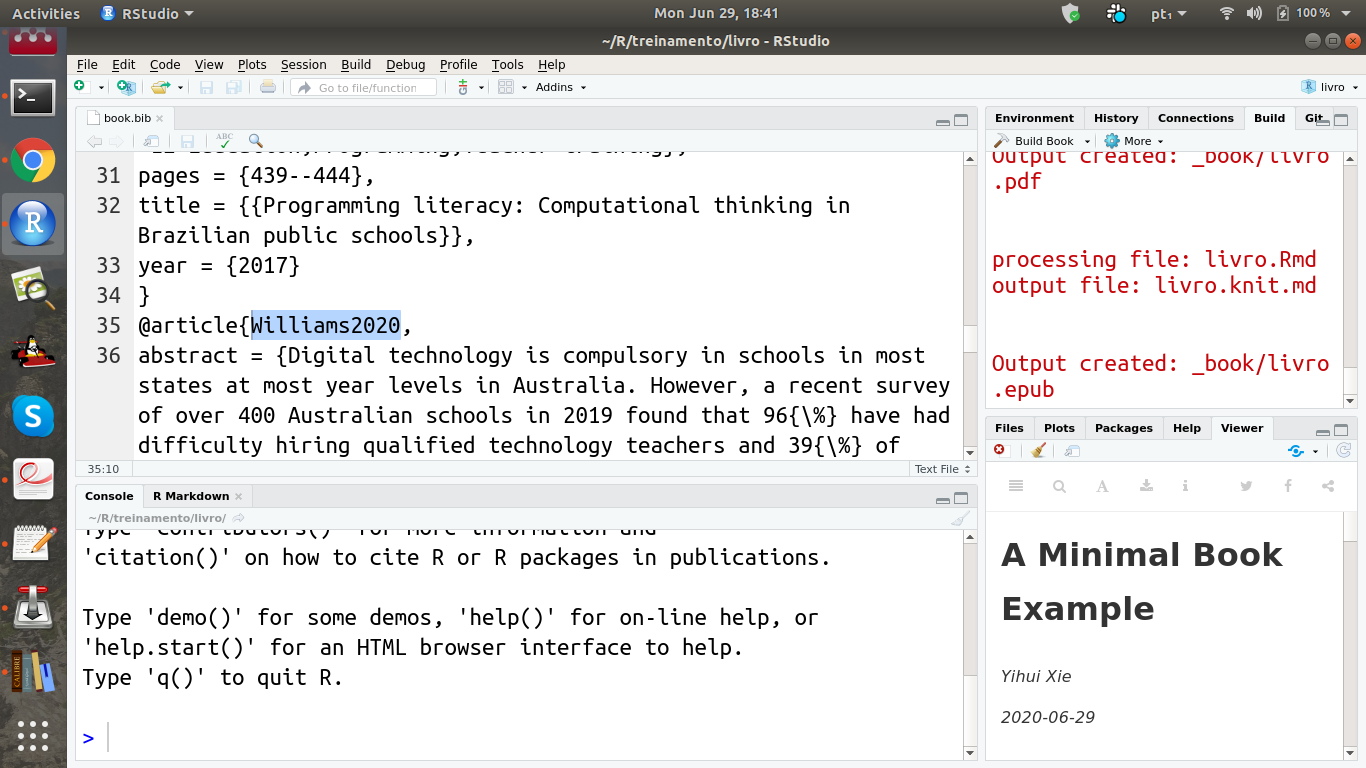 Activities RStudio Mon Jun 29, 18:41 pt₁ 100%
~/R/treinamento/livro - RStudio
File Edit Code View Plots Session Build Debug Profile Tools Help
Go to file/function Addins livro
book.bib
ABC
31 pages = {439--444},
32 title = {{Programming literacy: Computational thinking in
Brazilian public schools}},
33 year = {2017}
34 }
35 @article{Williams2020,
36 abstract = {Digital technology is compulsory in schools in most
states at most year levels in Australia. However, a recent survey
of over 400 Australian schools in 2019 found that 96{\%} have had
difficulty hiring qualified technology teachers and 39{\%} of
35:10 Text File
Console R Markdown
~/R/treinamento/livro/
Type 'contributors()' for more information and
'citation()' on how to cite R or R packages in publications.
Type 'demo()' for some demos, 'help()' for on-line help, or
'help.start()' for an HTML browser interface to help.
Type 'q()' to quit R.
>
Environment History Connections Build Git
Build Book More
Output created: _book/livro
.pdf
processing file: livro.Rmd
output file: livro.knit.md
Output created: _book/livro
.epub
Files Plots Packages Help Viewer
A Minimal Book
Example
Yihui Xie
2020-06-29
CALIBRE